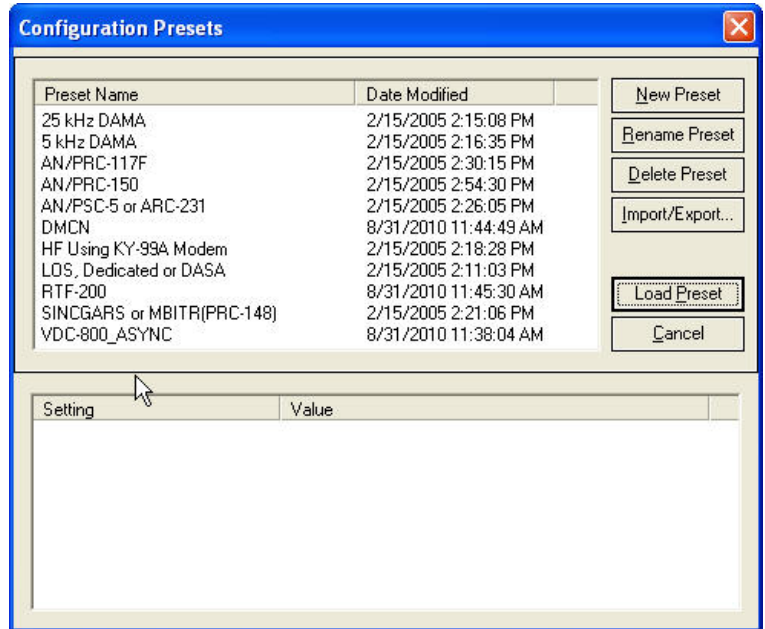 Configuration Presets
Preset Name Date Modified
25 kHz DAMA 2/15/2005 2:15:08 PM
5 kHz DAMA 2/15/2005 2:16:35 PM
AN/PRC-117F 2/15/2005 2:30:15 PM
AN/PRC-150 2/15/2005 2:54:30 PM
AN/PSC-5 or ARC-231 2/15/2005 2:26:05 PM
DMCN 8/31/2010 11:44:49 AM
HF Using KY-99A Modem 2/15/2005 2:18:28 PM
LOS, Dedicated or DASA 2/15/2005 2:11:03 PM
RTF-200 8/31/2010 11:45:30 AM
SINCGARS or MBITR(PRC-148) 2/15/2005 2:21:06 PM
VDC-800_ASYNC 8/31/2010 11:38:04 AM
New Preset
Rename Preset
Delete Preset
Import/Export...
Load Preset
Cancel
Setting Value